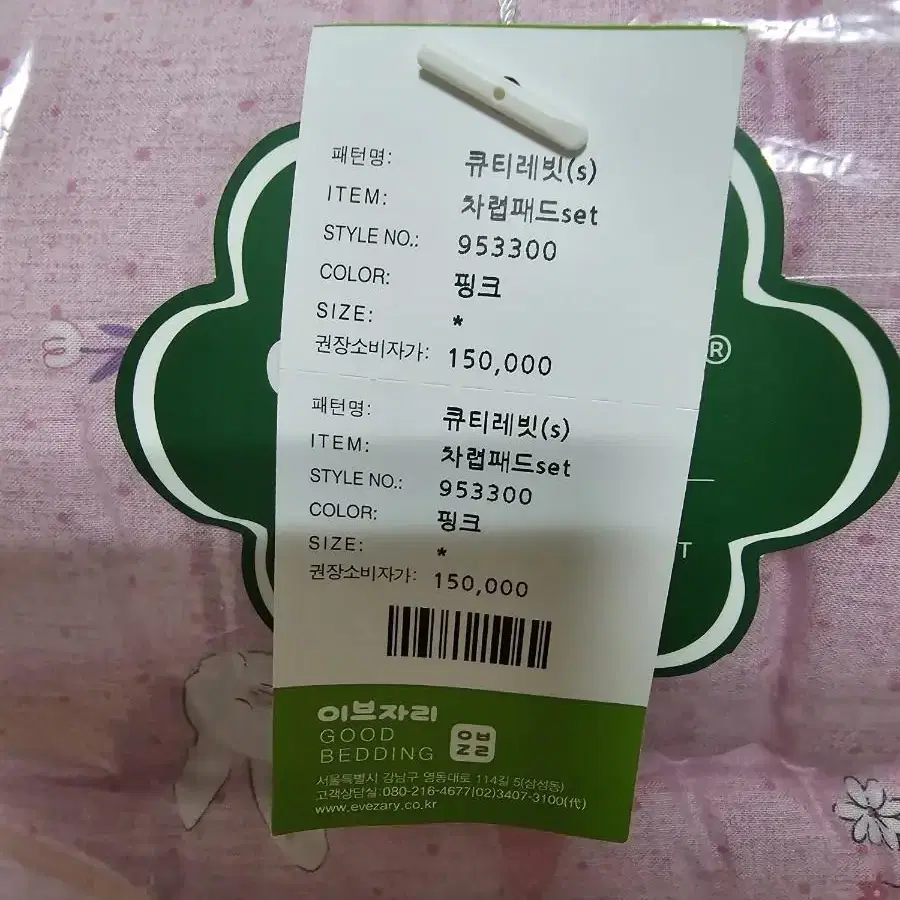 패턴명: 큐티레빗(s)
ITEM: 차렵패드set
STYLE NO.: 953300
COLOR: 핑크
SIZE: *
권장소비자가: 150,000
패턴명: 큐티레빗(s)
ITEM: 차렵패드set
STYLE NO.: 953300
COLOR: 핑크
SIZE: *
권장소비자가: 150,000
이브자리
GOOD
BEDDING
서울특별시 강남구 영동대로 114길 5(삼성동)
고객상담실:080-216-4677|02)3407-3100(代)
www.evezary.co.kr
®
T